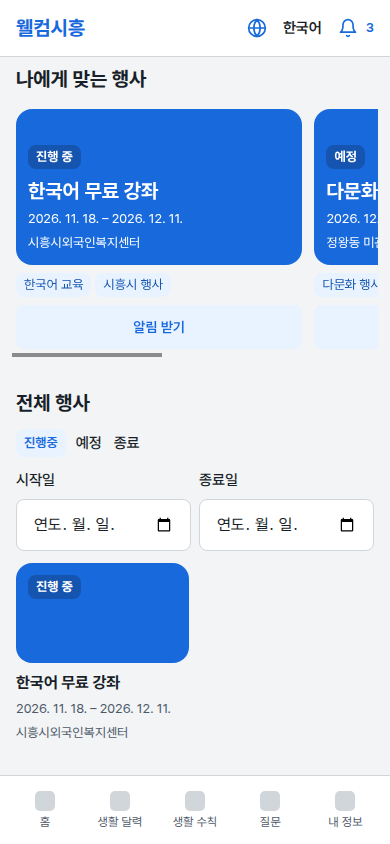 웰컴시흥
한국어
3
나에게 맞는 행사
진행 중
한국어 무료 강좌
2026. 11. 18. – 2026. 12. 11.
시흥시외국인복지센터
한국어 교육
시흥시 행사
알림 받기
예정
다문화
2026. 12
정왕동
다문화 행사
전체 행사
진행중
예정
종료
시작일
종료일
연도. 월. 일.
연도. 월. 일.
진행 중
한국어 무료 강좌
2026. 11. 18. – 2026. 12. 11.
시흥시외국인복지센터
홈
생활 달력
생활 수칙
질문
내 정보